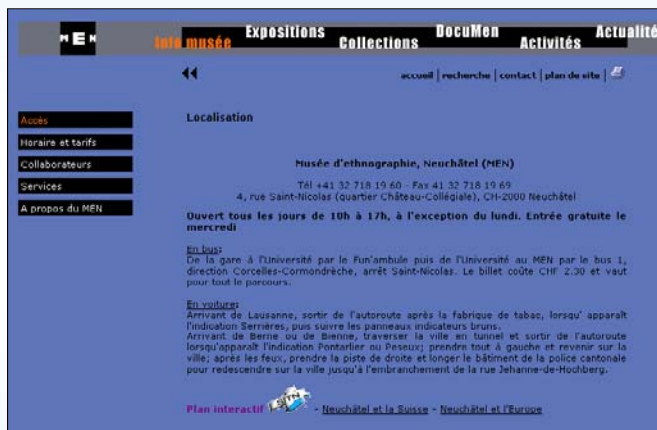 MEN
Info musée Expositions Collections DocuMen Activités Actualité
accueil | recherche | contact | plan de site |
Accès
Horaire et tarifs
Collaborateurs
Services
A propos du MEN
Localisation
Musée d'ethnographie, Neuchâtel (MEN)
Tél +41 32 718 19 60 - Fax 41 32 718 19 69
4, rue Saint-Nicolas (quartier Château-Collégiale), CH-2000 Neuchâtel
Ouvert tous les jours de 10h à 17h, à l'exception du lundi. Entrée gratuite le
mercredi
En bus:
De la gare à l'Université par le Fun'ambule puis de l'Université au MEN par le bus 1,
direction Corcelles-Cormondrèche, arrêt Saint-Nicolas. Le billet coûte CHF 2.30 et vaut
pour tout le parcours.
En voiture:
Arrivant de Lausanne, sortir de l'autoroute après la fabrique de tabac, lorsqu' apparaît
l'indication Serrières, puis suivre les panneaux indicateurs bruns.
Arrivant de Berne ou de Bienne, traverser la ville en tunnel et sortir de l'autoroute
lorsqu'apparaît l'indication Pontarlier ou Peseux; prendre tout à gauche et revenir sur la
ville; après les feux, prendre la piste de droite et longer le bâtiment de la police cantonale
pour redescendre sur la ville jusqu'à l'embranchement de la rue Jehanne-de-Hochberg.
Plan interactif SITN - Neuchâtel et la Suisse - Neuchâtel et l'Europe